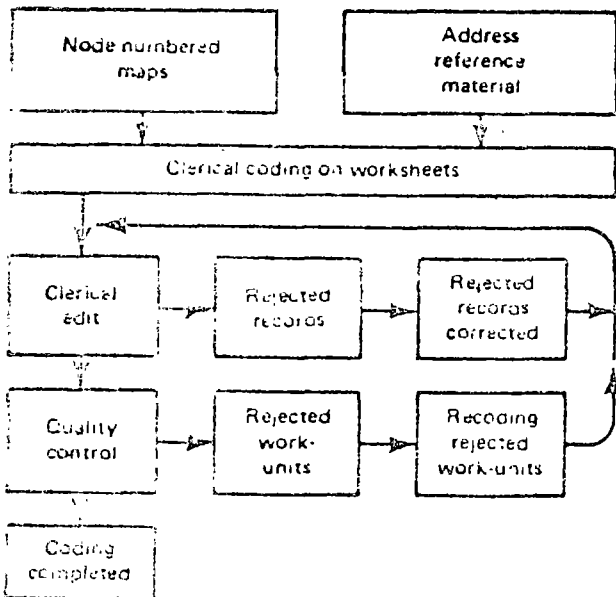 Node numbered
maps
Address
reference
material
Clerical coding on worksheets
Clerical
edit
Rejected
records
Rejected
records
corrected
Quality
control
Rejected
work-
units
Recoding
rejected
work-units
Coding
completed